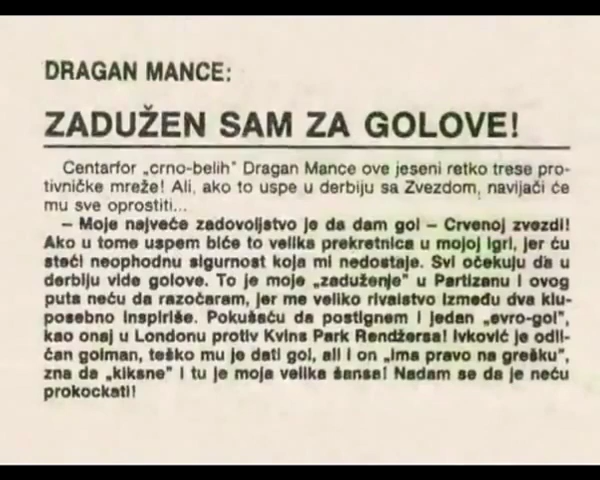 DRAGAN MANCE:
ZADUŽEN SAM ZA GOLOVE!
Centarfor „crno-belih" Dragan Mance ove jeseni retko trese pro-
tivničke mreže! Ali, ako to uspe u derbiju sa Zvezdom, navijači će
mu sve oprostiti...
– Moje najveće zadovoljstvo je da dam gol – Crvenoj zvezdi!
Ako u tome uspem biće to velika prekretnica u mojoj igri, jer ću
steći neophodnu sigurnost koja mi nedostaje. Svi očekuju da u
derbiju vide golove. To je moje „zaduženje" u Partizanu i ovog
puta neću da razočaram, jer me veliko rivalstvo između dva klu-
posebno inspiriše. Pokušaću da postignem i jedan „evro-gol",
kao onaj u Londonu protiv Kvins Park Rendžersa! Ivković je odli-
čan golman, teško mu je dati gol, ali i on „ima pravo na grešku",
zna da „kiksne" i tu je moja velika šansa! Nadam se da je neću
prokockati!